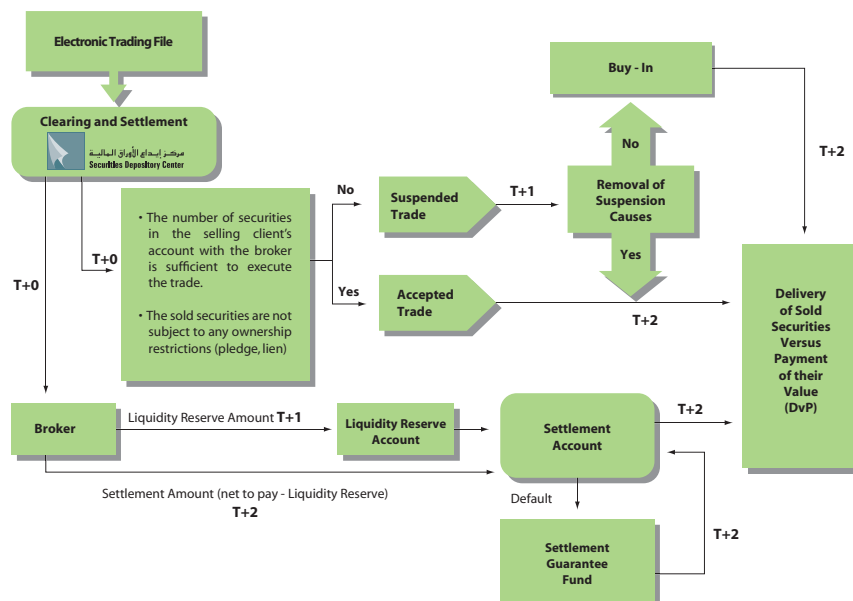 Electronic Trading File
Clearing and Settlement
مركز إيداع الأوراق المالية
Securities Depository Center
T+0
T+0
• The number of securities
in the selling client's
account with the broker
is sufficient to execute
the trade.
• The sold securities are not
subject to any ownership
restrictions (pledge, lien)
No
Yes
Suspended
Trade
Accepted
Trade
T+1
Buy - In
No
Removal of
Suspension
Causes
Yes
T+2
T+2
Delivery
of Sold
Securities
Versus
Payment
of their
Value
(DvP)
Broker
Liquidity Reserve Amount T+1
Liquidity Reserve
Account
Settlement
Account
T+2
Settlement Amount (net to pay - Liquidity Reserve)
T+2
Default
Settlement
Guarantee
Fund
T+2